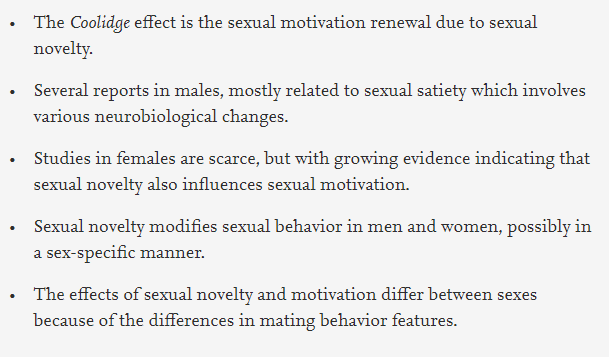 • The Coolidge effect is the sexual motivation renewal due to sexual
novelty.
• Several reports in males, mostly related to sexual satiety which involves
various neurobiological changes.
• Studies in females are scarce, but with growing evidence indicating that
sexual novelty also influences sexual motivation.
• Sexual novelty modifies sexual behavior in men and women, possibly in
a sex-specific manner.
• The effects of sexual novelty and motivation differ between sexes
because of the differences in mating behavior features.